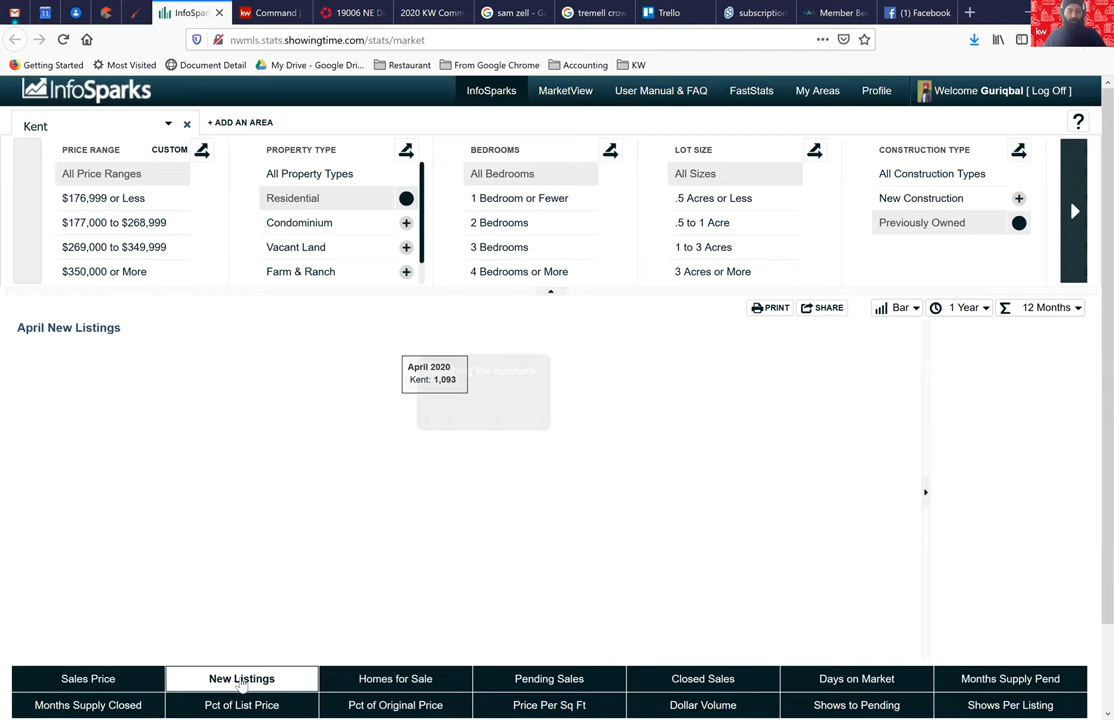 InfoSparks
Command |
19006 NE D
2020 KW Comm
sam zell - G
tremell crow
Trello
subscription
Member Be
(1) Facebook
nwmls.stats.showingtime.com/stats/market
kw
Getting Started
Most Visited
Document Detail
My Drive - Google Dri...
Restaurant
From Google Chrome
Accounting
KW
InfoSparks
InfoSparks
MarketView
User Manual & FAQ
FastStats
My Areas
Profile
Welcome Guriqbal [ Log Off ]
Kent
+ ADD AN AREA
?
PRICE RANGE
CUSTOM
PROPERTY TYPE
BEDROOMS
LOT SIZE
CONSTRUCTION TYPE
All Price Ranges
All Property Types
All Bedrooms
All Sizes
All Construction Types
$176,999 or Less
Residential
1 Bedroom or Fewer
.5 Acres or Less
New Construction
$177,000 to $268,999
Condominium
2 Bedrooms
.5 to 1 Acre
Previously Owned
$269,000 to $349,999
Vacant Land
3 Bedrooms
1 to 3 Acres
$350,000 or More
Farm & Ranch
4 Bedrooms or More
3 Acres or More
PRINT
SHARE
Bar
1 Year
Σ 12 Months
April New Listings
April 2020
Kent: 1,093
the numbers
Sales Price
New Listings
Homes for Sale
Pending Sales
Closed Sales
Days on Market
Months Supply Pend
Months Supply Closed
Pct of List Price
Pct of Original Price
Price Per Sq Ft
Dollar Volume
Shows to Pending
Shows Per Listing